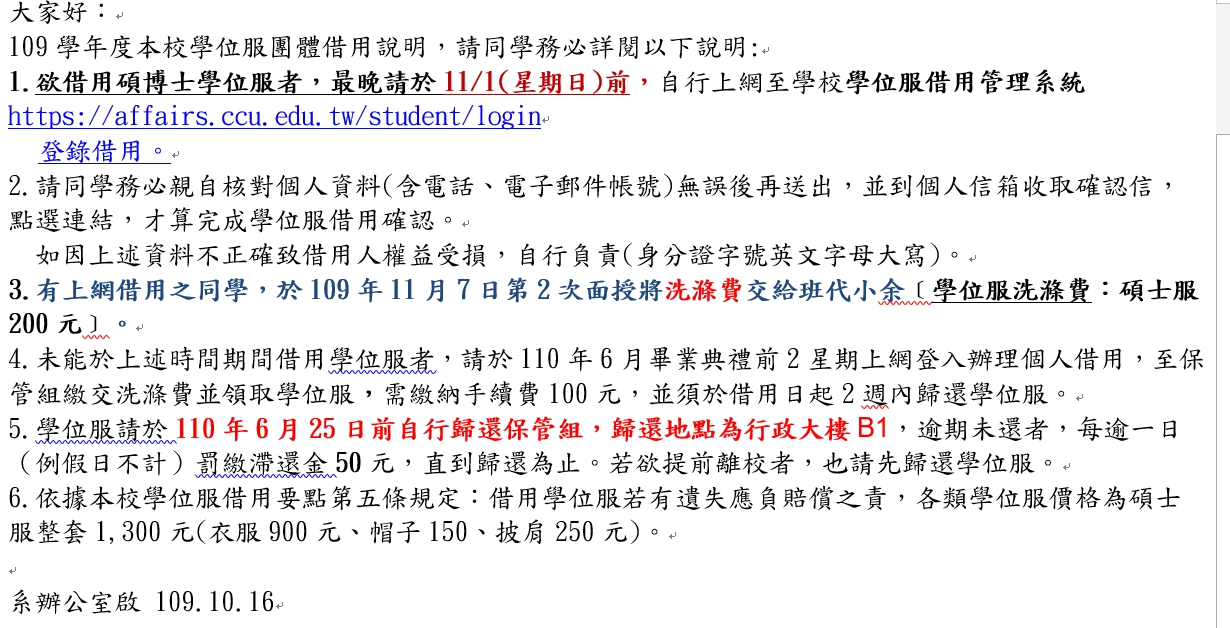 大家好：
109 學年度本校學位服團體借用說明，請同學務必詳閱以下說明:
1.欲借用碩博士學位服者，最晚請於 11/1(星期日)前，自行上網至學校學位服借用管理系統
https://affairs.ccu.edu.tw/student/login
登錄借用。
2.請同學務必親自核對個人資料(含電話、電子郵件帳號)無誤後再送出，並到個人信箱收取確認信，
點選連結，才算完成學位服借用確認。
如因上述資料不正確致借用人權益受損，自行負責(身分證字號英文字母大寫)。
3.有上網借用之同學，於 109 年 11 月 7 日第 2 次面授將洗滌費交給班代小余﹝學位服洗滌費：碩士服
200 元﹞。
4.未能於上述時間期間借用學位服者，請於 110 年 6 月畢業典禮前 2 星期上網登入辦理個人借用，至保
管組繳交洗滌費並領取學位服，需繳納手續費 100 元，並須於借用日起 2 週內歸還學位服。
5.學位服請於 110 年 6 月 25 日前自行歸還保管組，歸還地點為行政大樓 B1，逾期未還者，每逾一日
（例假日不計）罰繳滯還金 50 元，直到歸還為止。若欲提前離校者，也請先歸還學位服。
6.依據本校學位服借用要點第五條規定：借用學位服若有遺失應負賠償之責，各類學位服價格為碩士
服整套 1,300 元(衣服 900 元、帽子 150、披肩 250 元)。
系辦公室啟 109.10.16